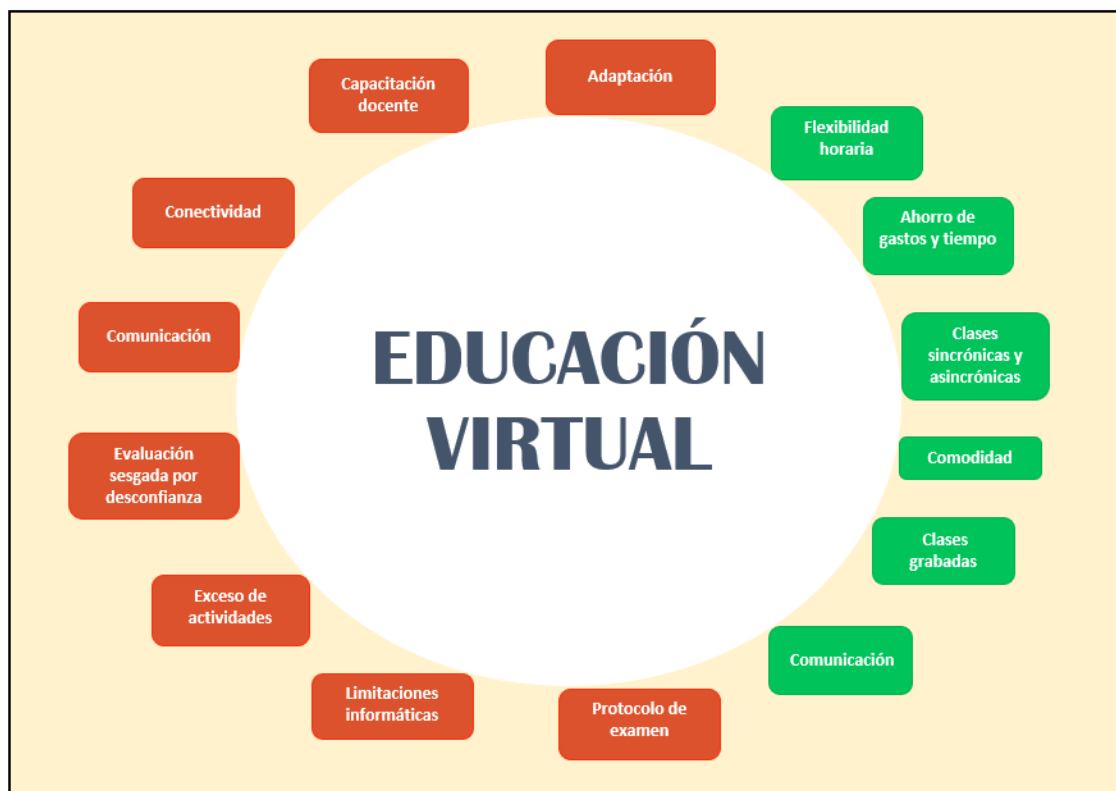 Adaptación
Capacitación
docente
Flexibilidad
horaria
Conectividad
Ahorro de
gastos y tiempo
Comunicación
EDUCACIÓN
VIRTUAL
Clases
sincrónicas y
asincrónicas
Evaluación
sesgada por
desconfianza
Comodidad
Clases
grabadas
Exceso de
actividades
Comunicación
Limitaciones
informáticas
Protocolo de
examen